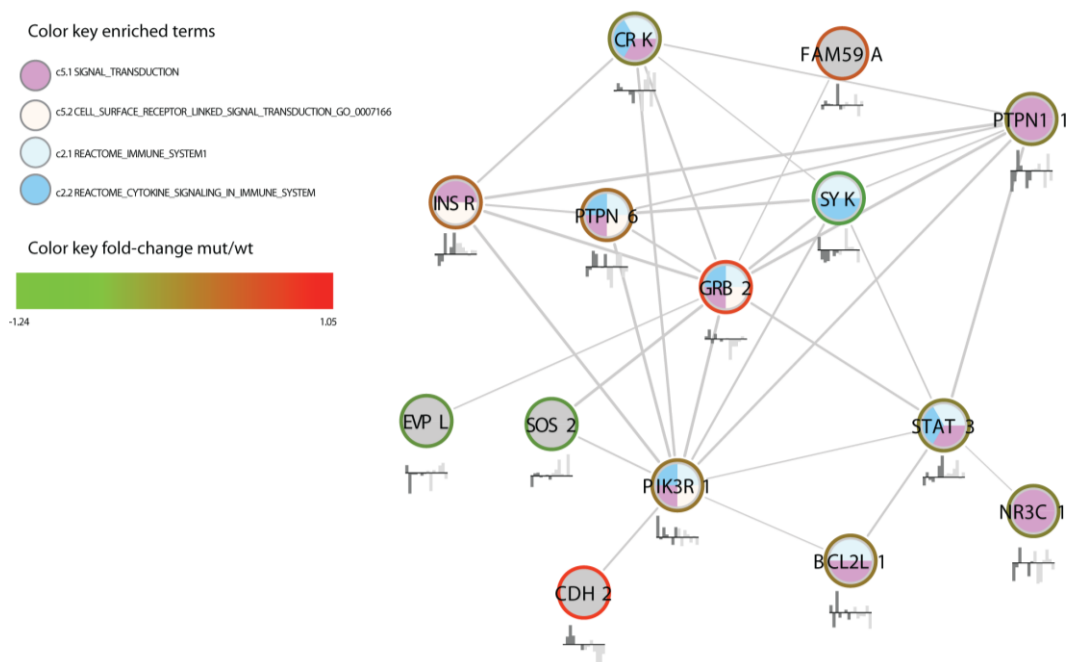 Color key enriched terms
c5.1 SIGNAL_TRANSDUCTION
c5.2 CELL_SURFACE_RECEPTOR_LINKED_SIGNAL_TRANSDUCTION_GO_0007166
c2.1 REACTOME_IMMUNE_SYSTEM1
c2.2 REACTOME_CYTOKINE_SIGNALING_IN_IMMUNE_SYSTEM
Color key fold-change mut/wt
-1.24
1.05
CR K
FAM59 A
PTPN1 1
INS R
PTPN 6
SY K
GRB 2
EVP L
SOS 2
STAT 3
PIK3R 1
NR3C 1
BCL2L 1
CDH 2